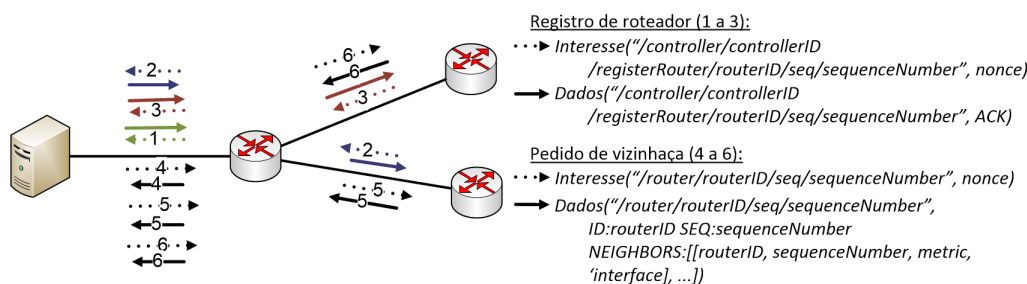 Registro de roteador (1 a 3):
Interesse(“/controller/controllerID
/registerRouter/routerID/seq/sequenceNumber”, nonce)
Dados(“/controller/controllerID
/registerRouter/routerID/seq/sequenceNumber”, ACK)
Pedido de vizinhaça (4 a 6):
Interesse(“/router/routerID/seq/sequenceNumber”, nonce)
Dados(“/router/routerID/seq/sequenceNumber”,
ID:routerID SEQ:sequenceNumber
NEIGHBORS:[[routerID, sequenceNumber, metric,
‘interface], ...])
2
3
1
4
4
5
5
6
6
6
6
3
2
5
5